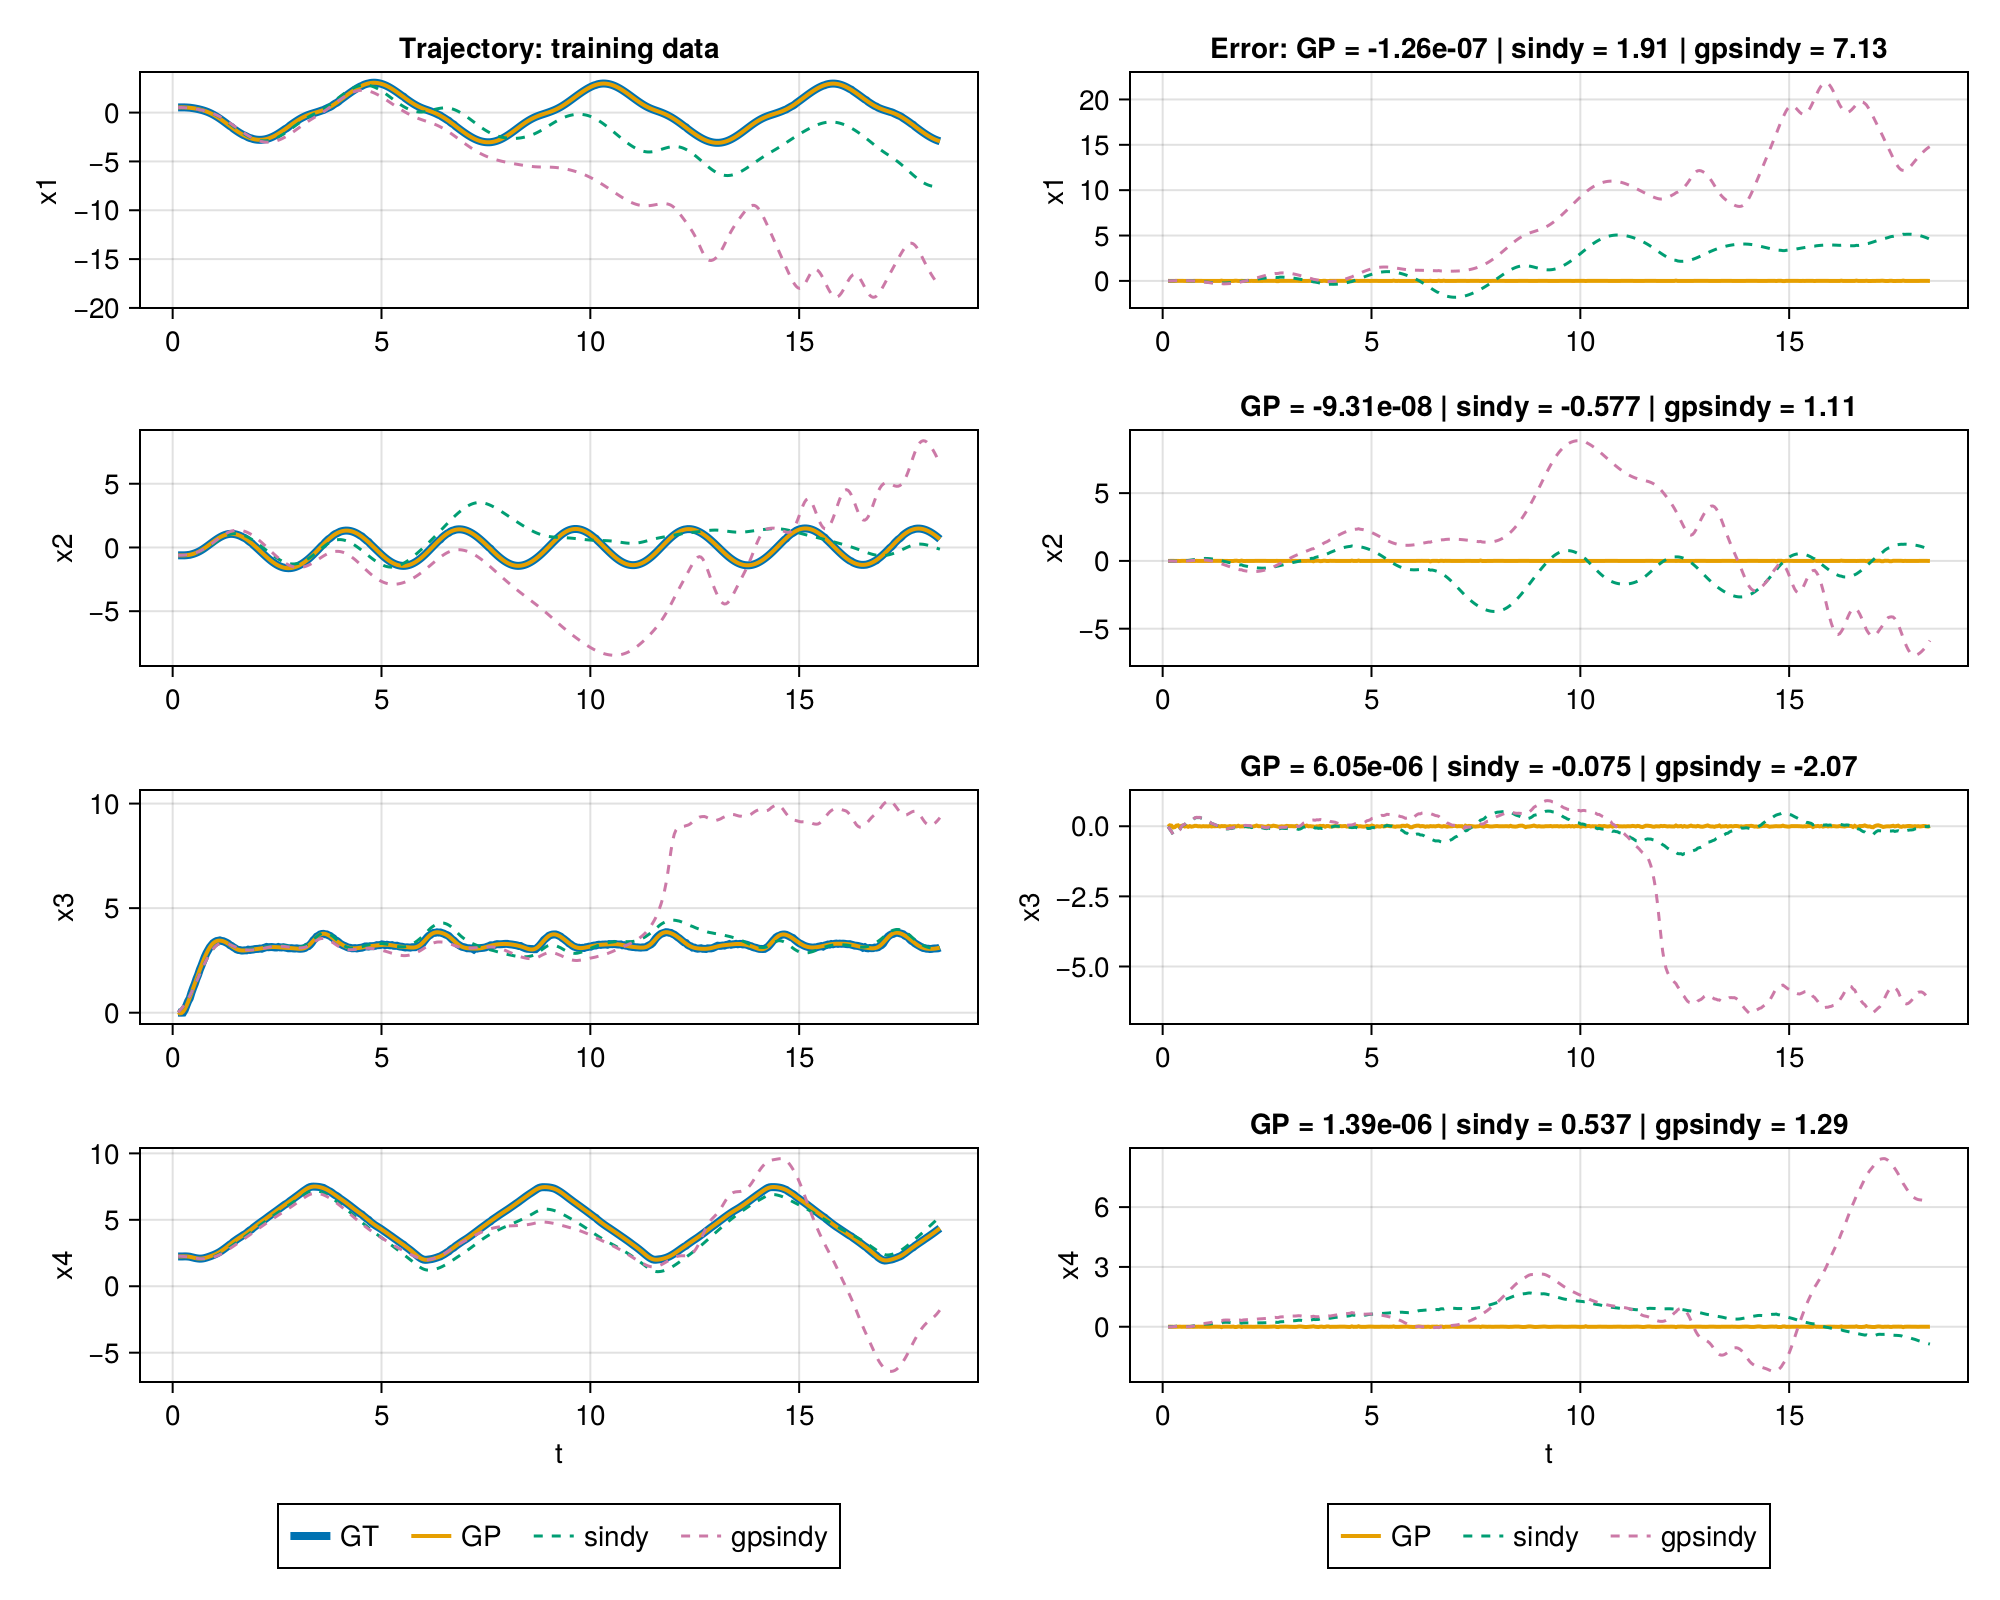 Trajectory: training data
x1
0
−5
−10
−15
−20
0 5 10 15
Error: GP = -1.26e-07 | sindy = 1.91 | gpsindy = 7.13
x1
20
15
10
5
0
0 5 10 15
x2
5
0
−5
0 5 10 15
GP = -9.31e-08 | sindy = -0.577 | gpsindy = 1.11
x2
5
0
−5
0 5 10 15
x3
10
5
0
0 5 10 15
GP = 6.05e-06 | sindy = -0.075 | gpsindy = -2.07
x3
0.0
−2.5
−5.0
0 5 10 15
x4
10
5
0
−5
0 5 10 15
t
GP = 1.39e-06 | sindy = 0.537 | gpsindy = 1.29
x4
6
3
0
0 5 10 15
t
GT GP sindy gpsindy
GP sindy gpsindy